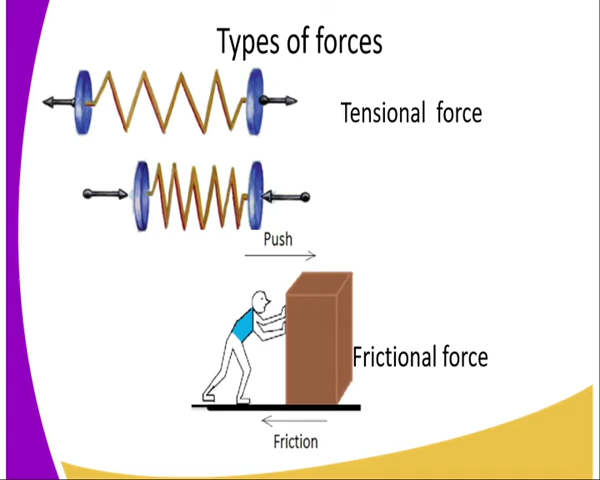 Types of forces
Tensional  force
Push
Frictional force
Friction